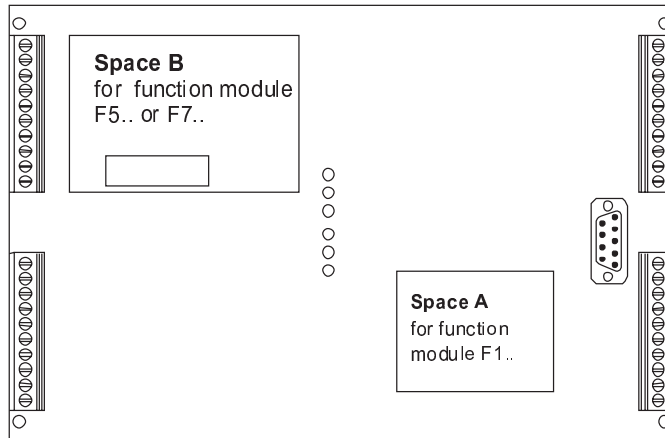 Space B
for function module
F5.. or F7..
Space A
for function
module F1..